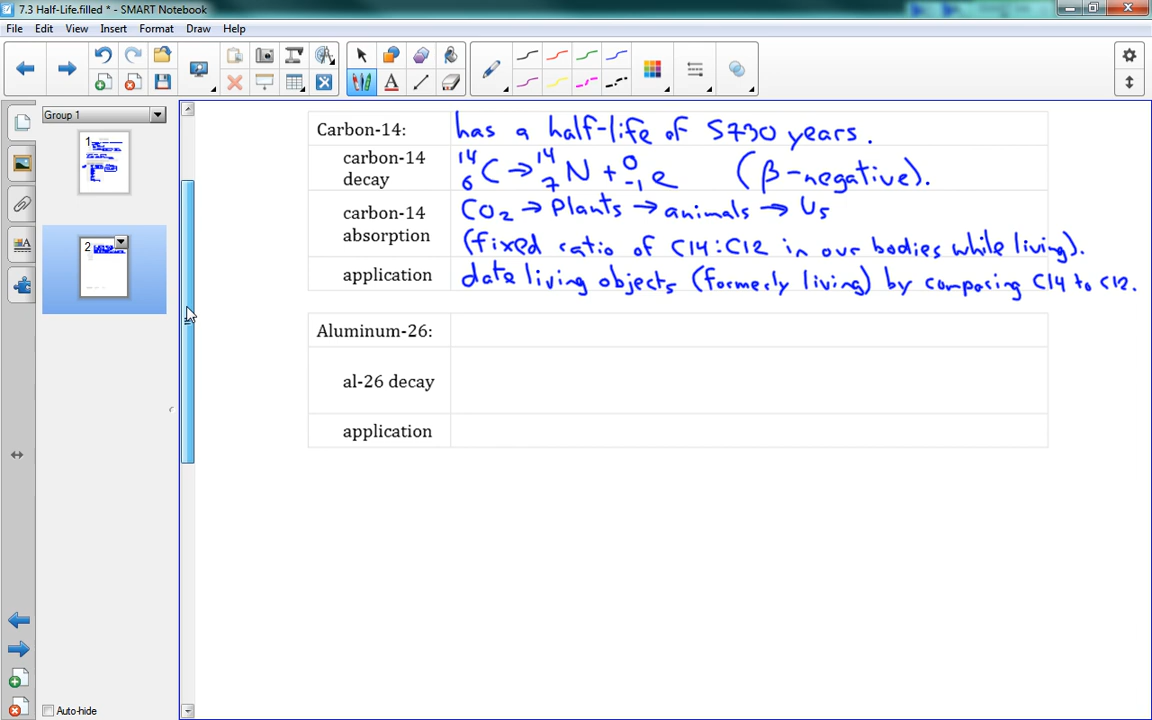 7.3 Half-Life.filled * - SMART Notebook
File Edit View Insert Format Draw Help
Group 1
1
2
Carbon-14: has a half-life of 5730 years.
carbon-14 decay ¹⁴₆C → ¹⁴₇N + ⁰₋₁e (β-negative).
carbon-14 absorption CO₂ → Plants → animals → Us
(fixed ratio of C14:C12 in our bodies while living).
application date living objects (formerly living) by comparing C14 to C12.
Aluminum-26:
al-26 decay
application
Auto-hide